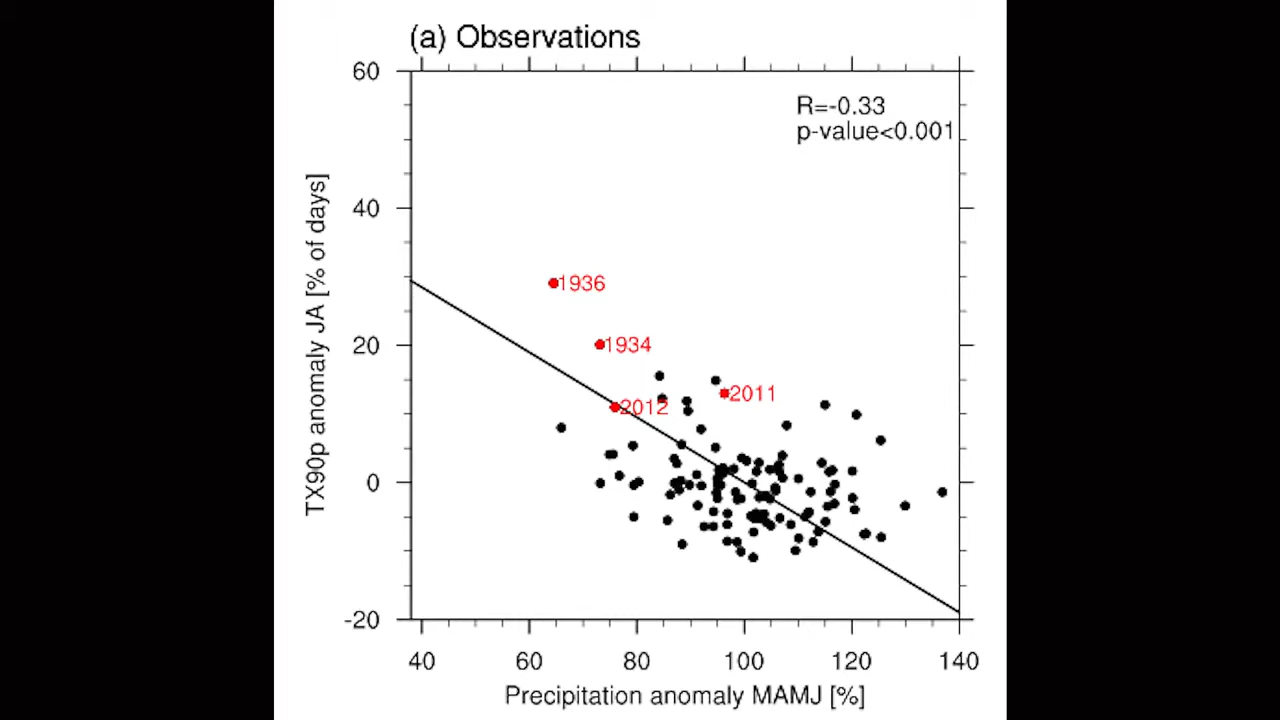 (a) Observations
R=-0.33
p-value<0.001
60
40
20
0
-20
TX90p anomaly JA [% of days]
1936
1934
2011
2012
40 60 80 100 120 140
Precipitation anomaly MAMJ [%]